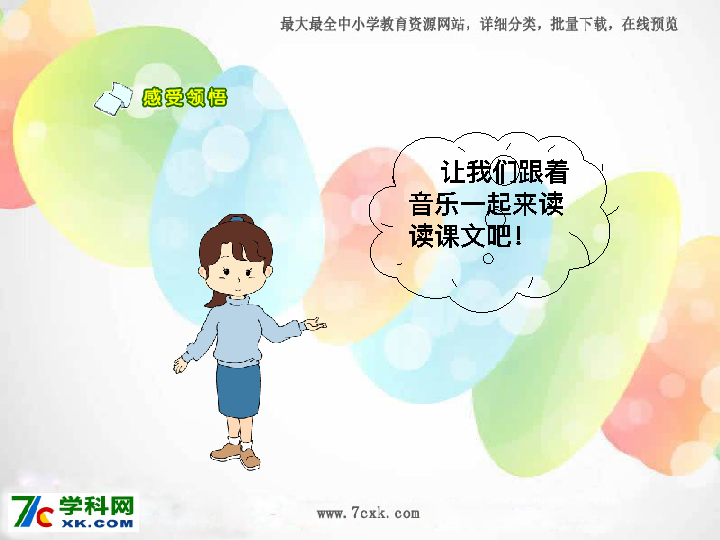 最大最全中小学教育资源网站，详细分类，批量下载，在线预览
感受领悟
让我们跟着
音乐一起来读
读课文吧！
7C 学科网
XK.COM
www.7cxk.com